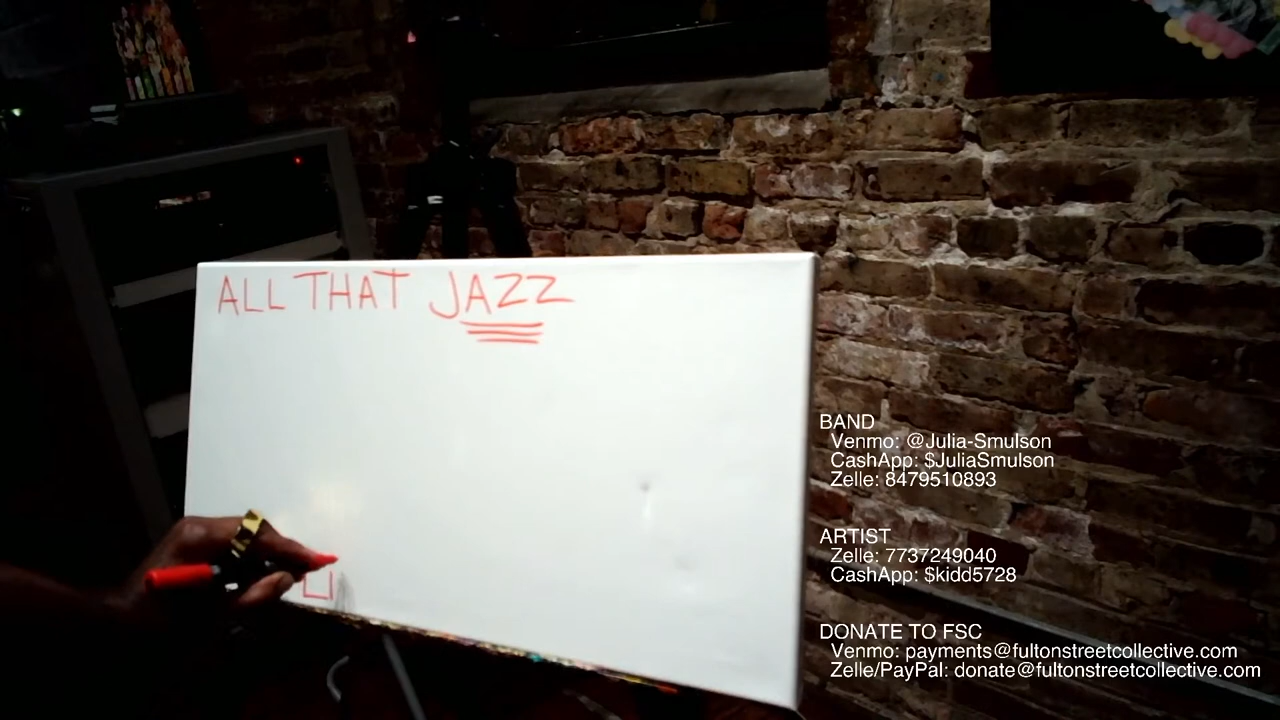 ALL THAT JAZZ
BAND
Venmo: @Julia-Smulson
CashApp: $JuliaSmulson
Zelle: 8479510893
ARTIST
Zelle: 7737249040
CashApp: $kidd5728
DONATE TO FSC
Venmo: payments@fultonstreetcollective.com
Zelle/PayPal: donate@fultonstreetcollective.com